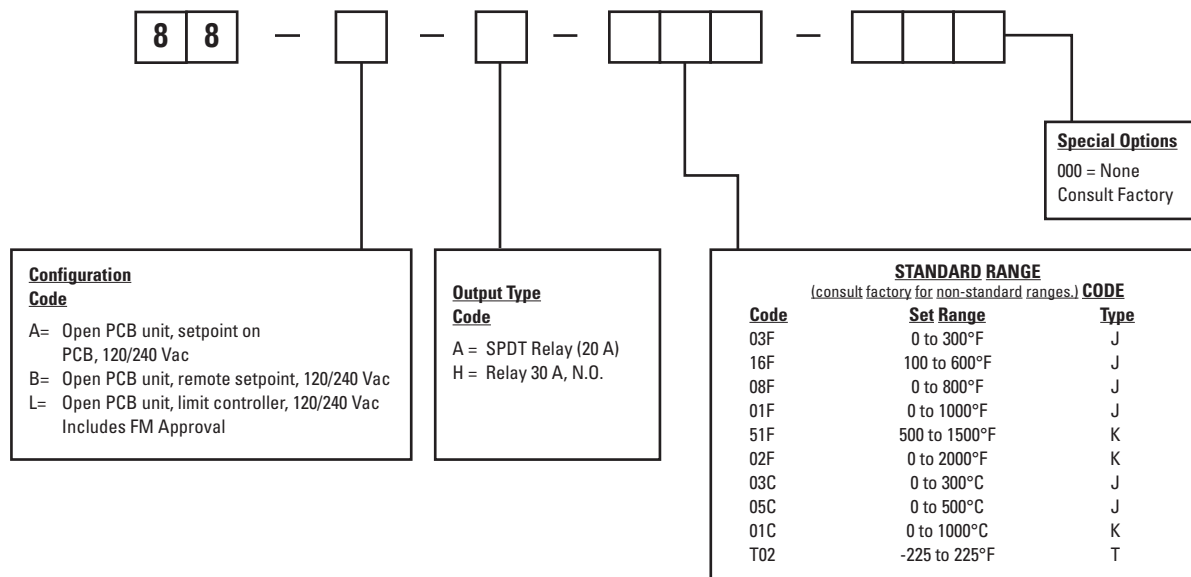 8 8 – – – –
Special Options
000 = None
Consult Factory
Configuration
Code
A= Open PCB unit, setpoint on
PCB, 120/240 Vac
B= Open PCB unit, remote setpoint, 120/240 Vac
L= Open PCB unit, limit controller, 120/240 Vac
Includes FM Approval
Output Type
Code
A = SPDT Relay (20 A)
H = Relay 30 A, N.O.
STANDARD RANGE
(consult factory for non-standard ranges.) CODE
Code Set Range Type
03F 0 to 300°F J
16F 100 to 600°F J
08F 0 to 800°F J
01F 0 to 1000°F J
51F 500 to 1500°F K
02F 0 to 2000°F K
03C 0 to 300°C J
05C 0 to 500°C J
01C 0 to 1000°C K
T02 -225 to 225°F T